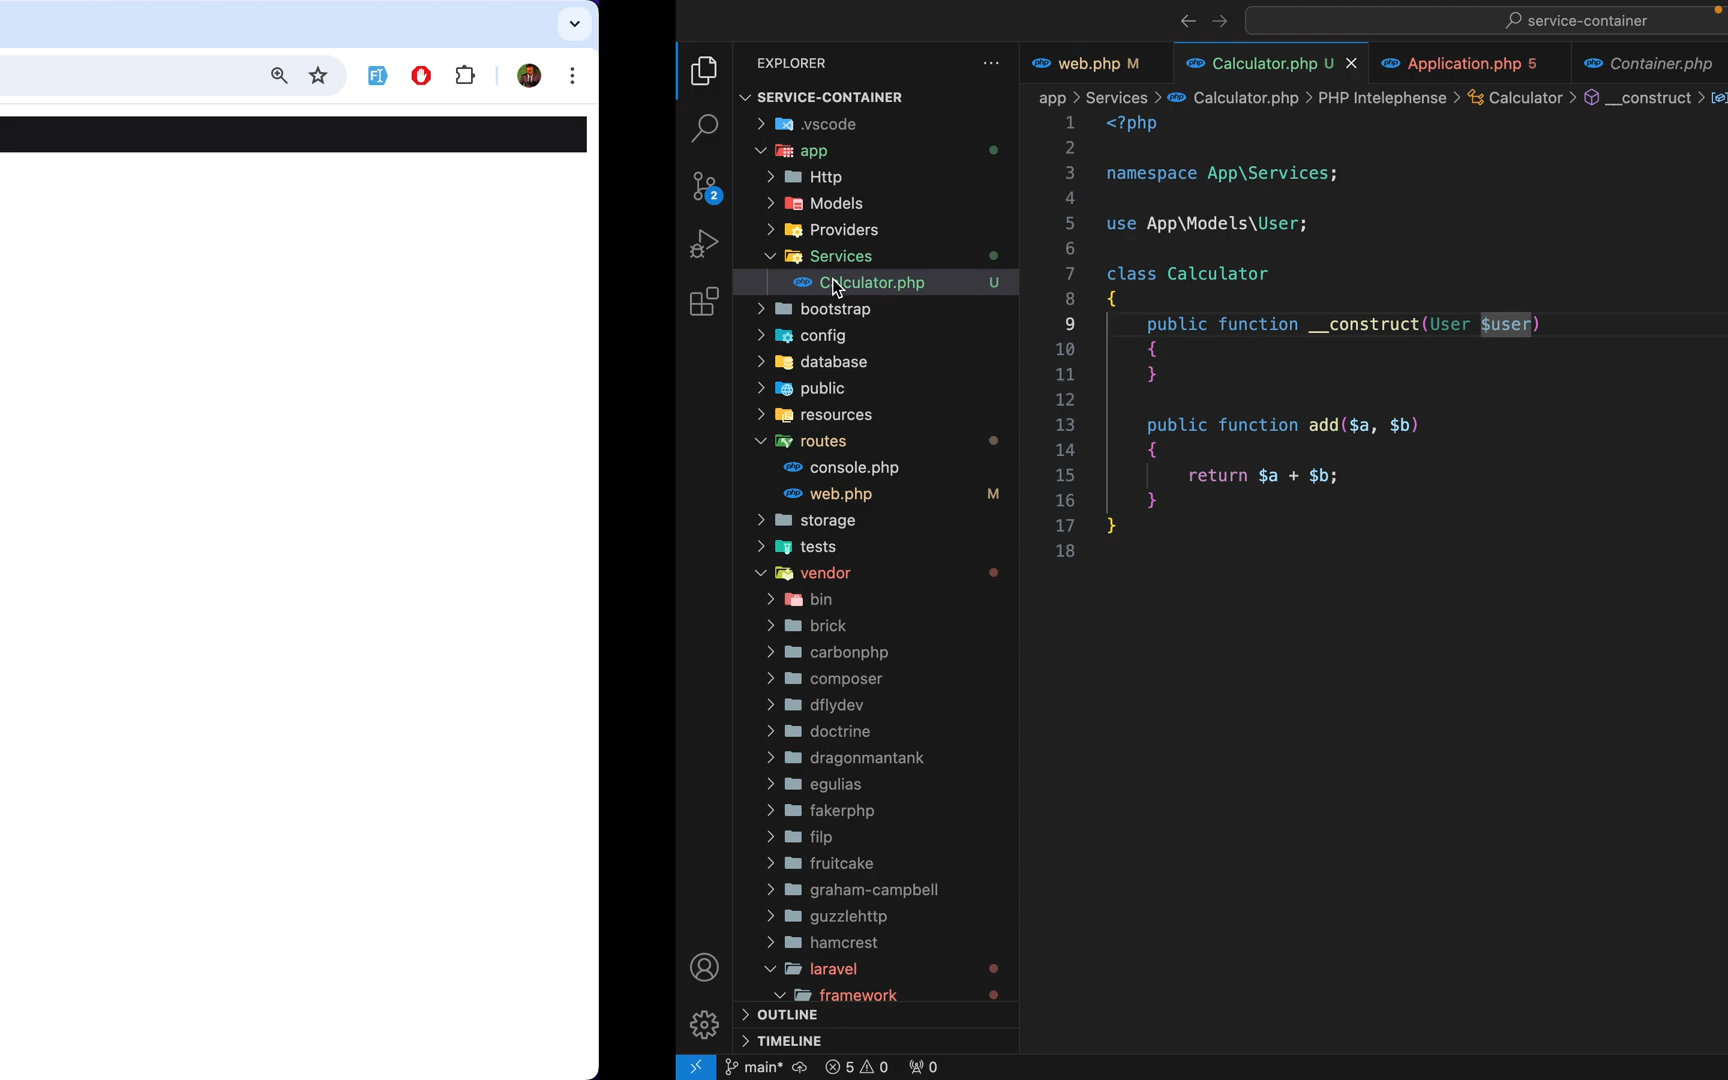 service-container
EXPLORER
SERVICE-CONTAINER
.vscode
app
Http
Models
Providers
Services
Calculator.php U
bootstrap
config
database
public
resources
routes
console.php
web.php M
storage
tests
vendor
bin
brick
carbonphp
composer
dflydev
doctrine
dragonmantank
egulias
fakerphp
filp
fruitcake
graham-campbell
guzzlehttp
hamcrest
laravel
framework
OUTLINE
TIMELINE
2
main* 5 0 0
web.php M Calculator.php U Application.php 5 Container.php
app > Services > Calculator.php > PHP Intelephense > Calculator > __construct >
1 <?php
2
3 namespace App\Services;
4
5 use App\Models\User;
6
7 class Calculator
8 {
9 public function __construct(User $user)
10 {
11 }
12
13 public function add($a, $b)
14 {
15 return $a + $b;
16 }
17 }
18